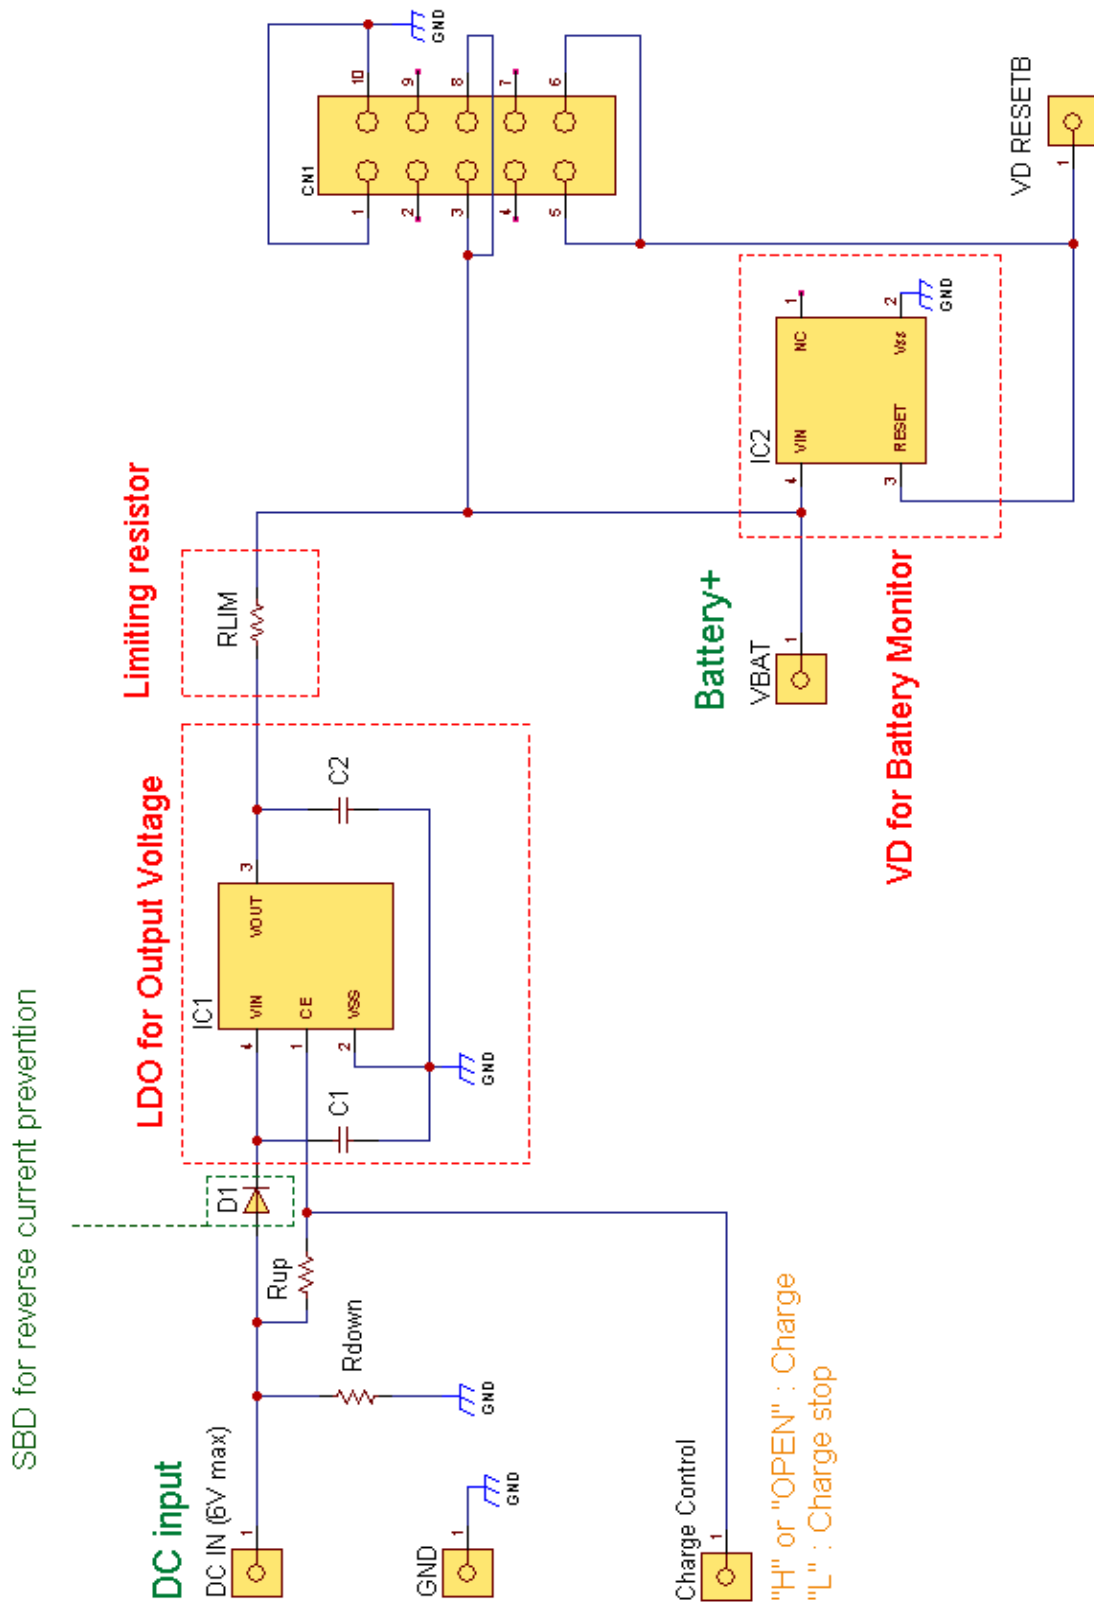 SBD for reverse current prevention
LDO for Output Voltage
Limiting resistor
DC input
DC IN (6V max)
1
D1
IC1
4
VIN
VOUT
3
1
CE
2
VSS
Rup
Rdown
GND
C1
C2
GND
RLIM
GND
1
GND
Charge Control
1
"H" or "OPEN" : Charge
"L" : Charge stop
Battery+
VBAT
1
VD for Battery Monitor
IC2
4
VIN
NC
1
3
RESET
Vss
2
GND
CN1
1
10
GND
2
9
3
8
4
7
5
6
VD RESETB
1